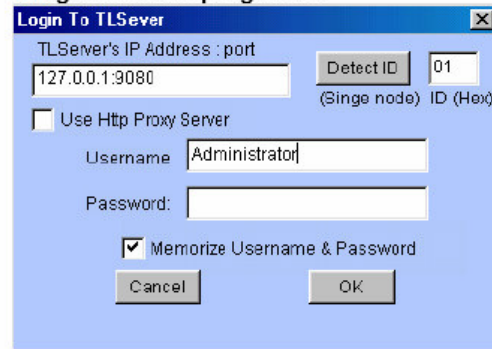 Login To TLSever
TLServer's IP Address : port
127.0.0.1:9080
Detect ID
01
(Singe node) ID (Hex)
Use Http Proxy Server
Username
Administrator
Password:
Memorize Username & Password
Cancel
OK